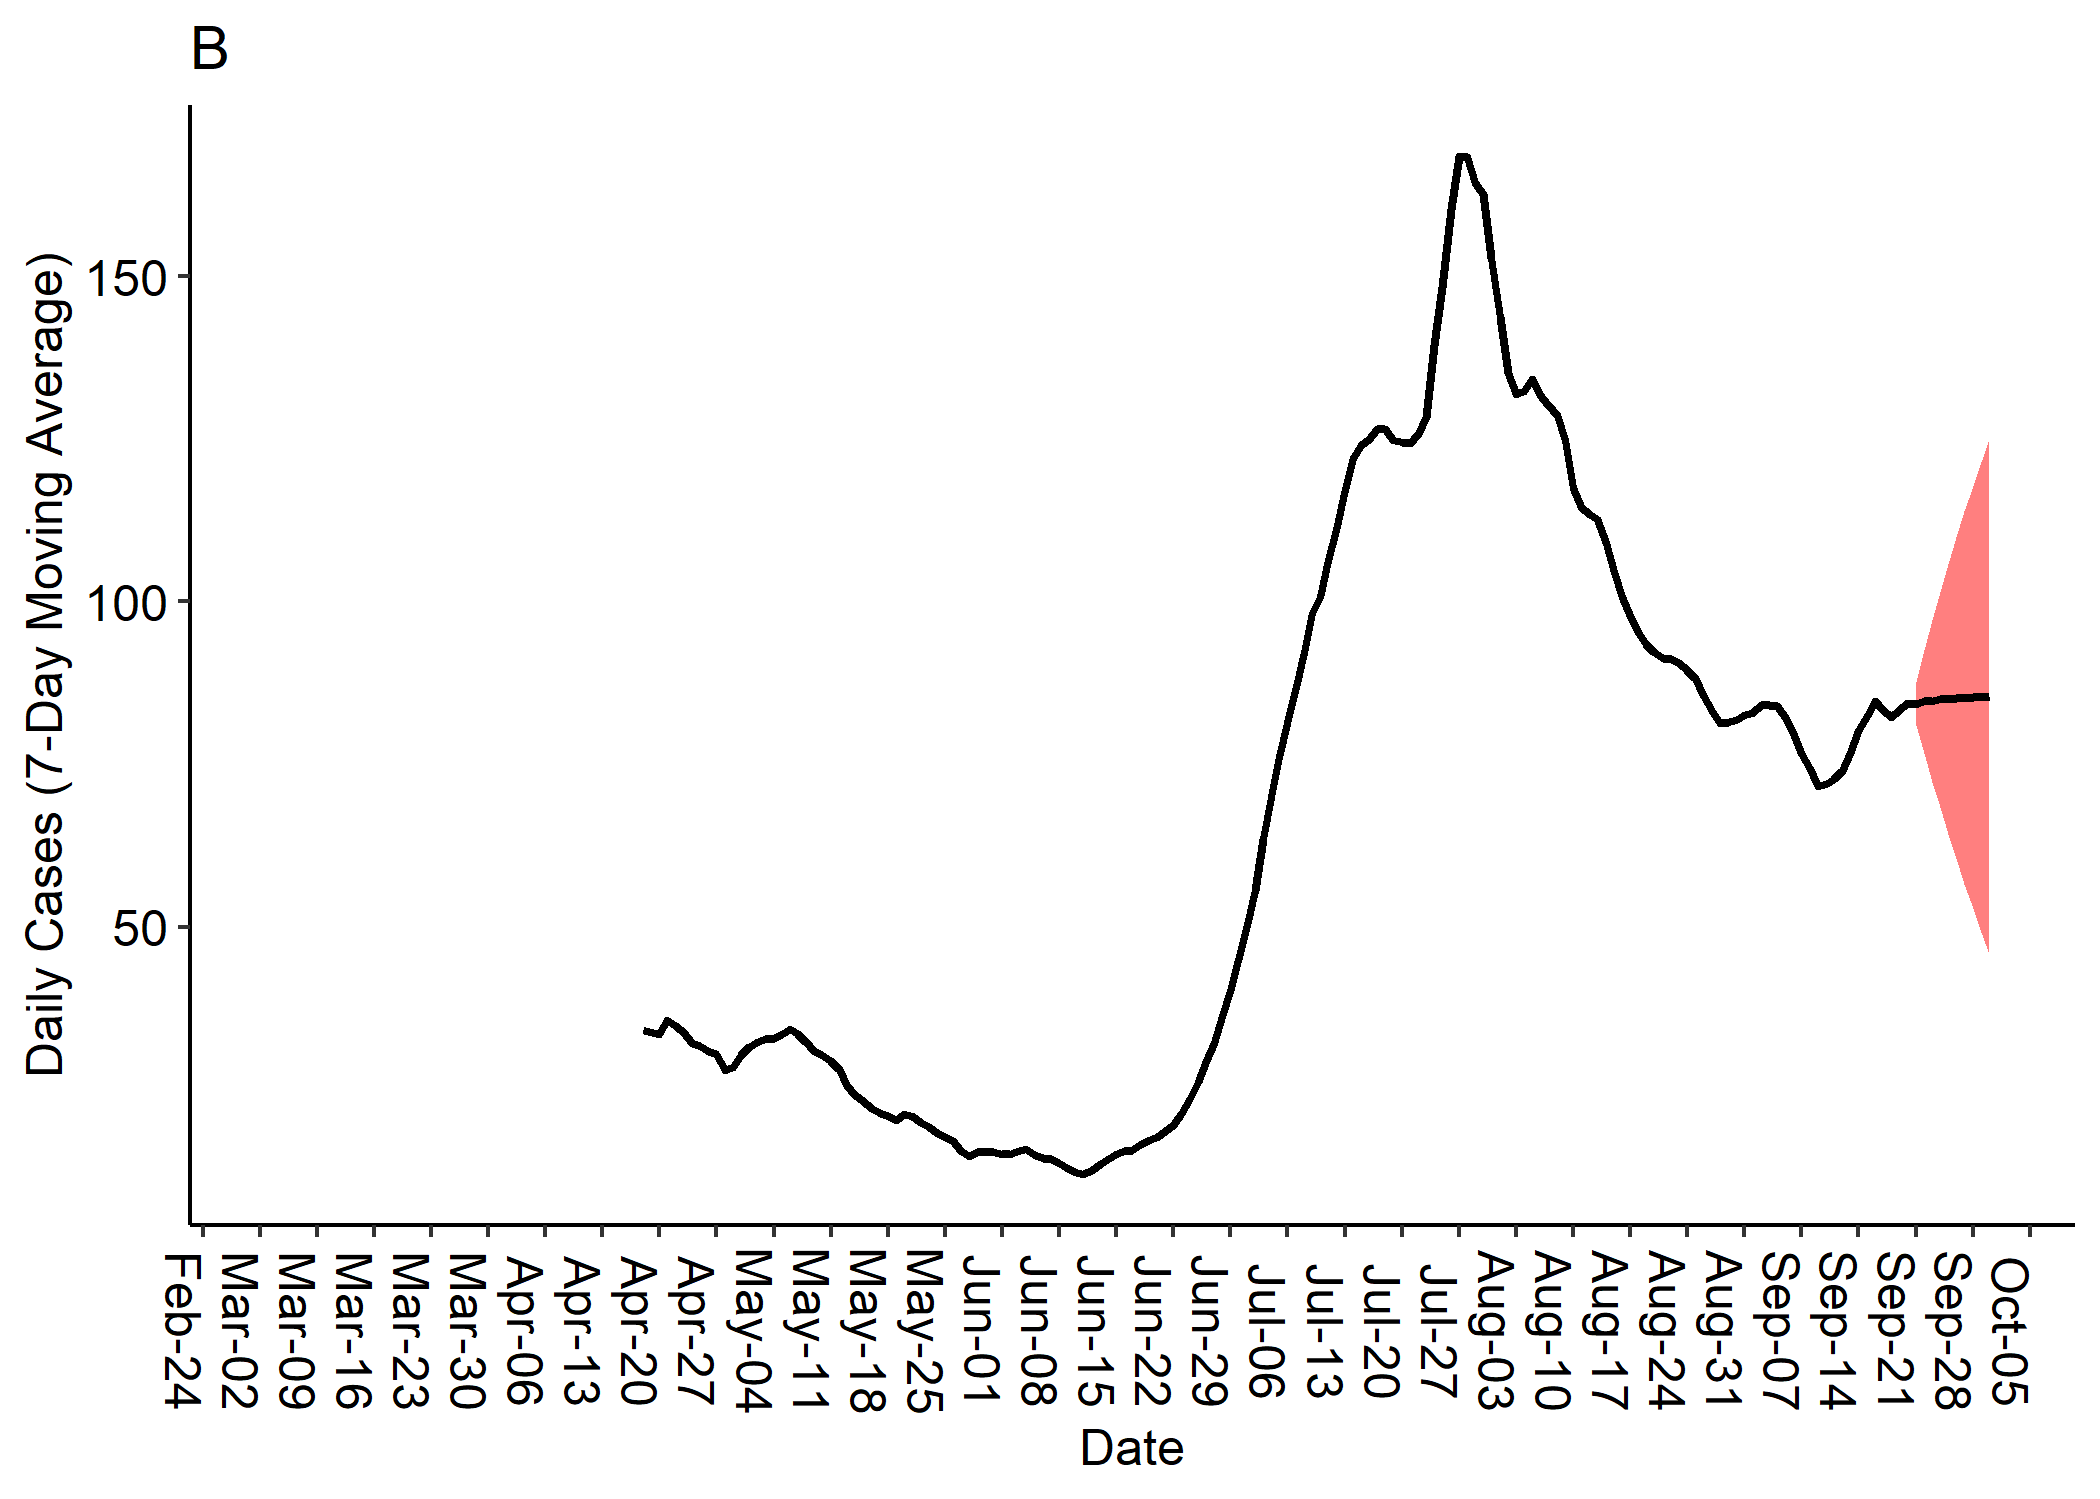 B
Daily Cases (7-Day Moving Average)
150
100
50
Feb-24
Mar-02
Mar-09
Mar-16
Mar-23
Mar-30
Apr-06
Apr-13
Apr-20
Apr-27
May-04
May-11
May-18
May-25
Jun-01
Jun-08
Jun-15
Jun-22
Jun-29
Jul-06
Jul-13
Jul-20
Jul-27
Aug-03
Aug-10
Aug-17
Aug-24
Aug-31
Sep-07
Sep-14
Sep-21
Sep-28
Oct-05
Date